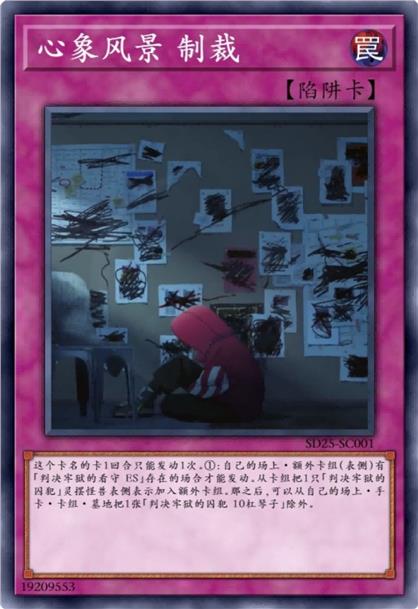 心象风景 制裁
罠
【陷阱卡】
SD25-SC001
这个卡名的卡1回合只能发动1次。①:自己的场上·额外卡组(表侧)有
「判决牢狱的看守 ES」存在的场合才能发动。从卡组把1只「判决牢狱的
囚犯」灵摆怪兽表侧表示加入额外卡组。那之后,可以从自己的场上·手
卡·卡组·墓地把1张「判决牢狱的囚犯 10杠琴子」除外。
19209553